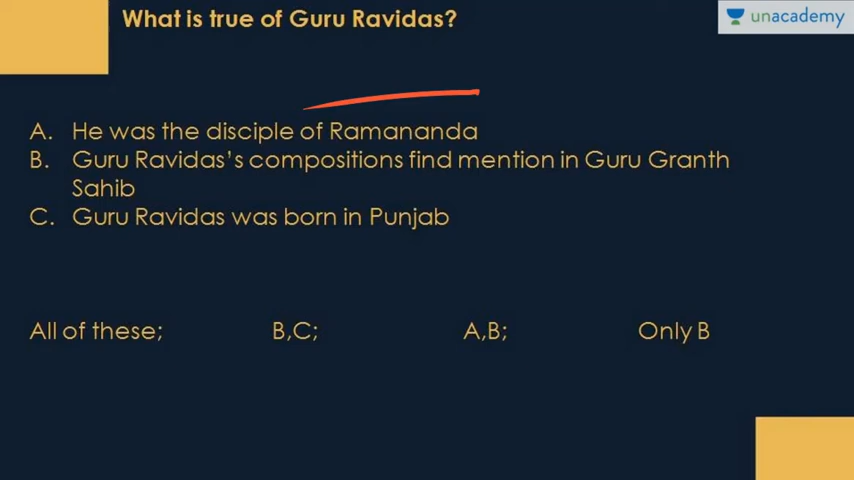 What is true of Guru Ravidas?
unacademy
A. He was the disciple of Ramananda
B. Guru Ravidas's compositions find mention in Guru Granth
Sahib
C. Guru Ravidas was born in Punjab
All of these; B,C; A,B; Only B